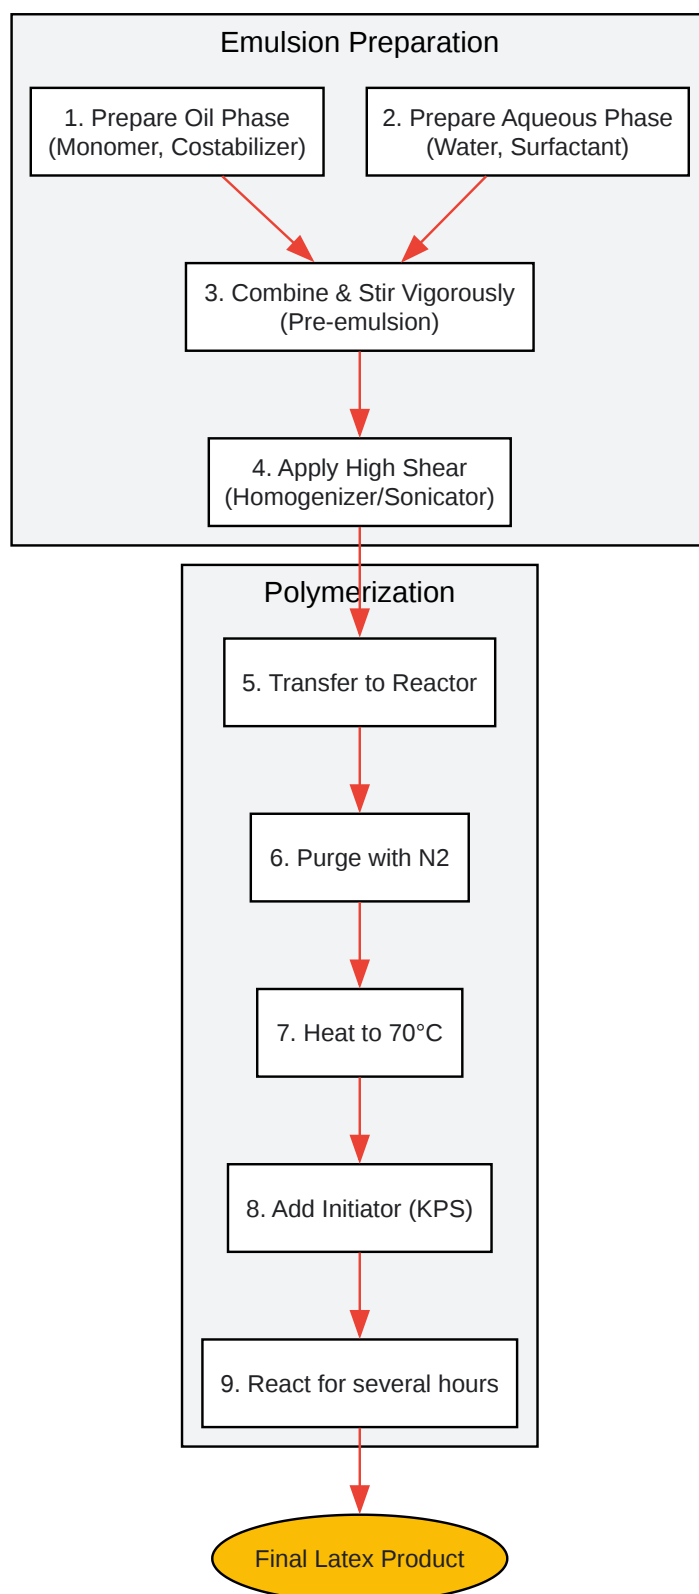 Emulsion Preparation
1. Prepare Oil Phase
(Monomer, Costabilizer)
2. Prepare Aqueous Phase
(Water, Surfactant)
3. Combine & Stir Vigorously
(Pre-emulsion)
4. Apply High Shear
(Homogenizer/Sonicator)
Polymerization
5. Transfer to Reactor
6. Purge with N2
7. Heat to 70°C
8. Add Initiator (KPS)
9. React for several hours
Final Latex Product